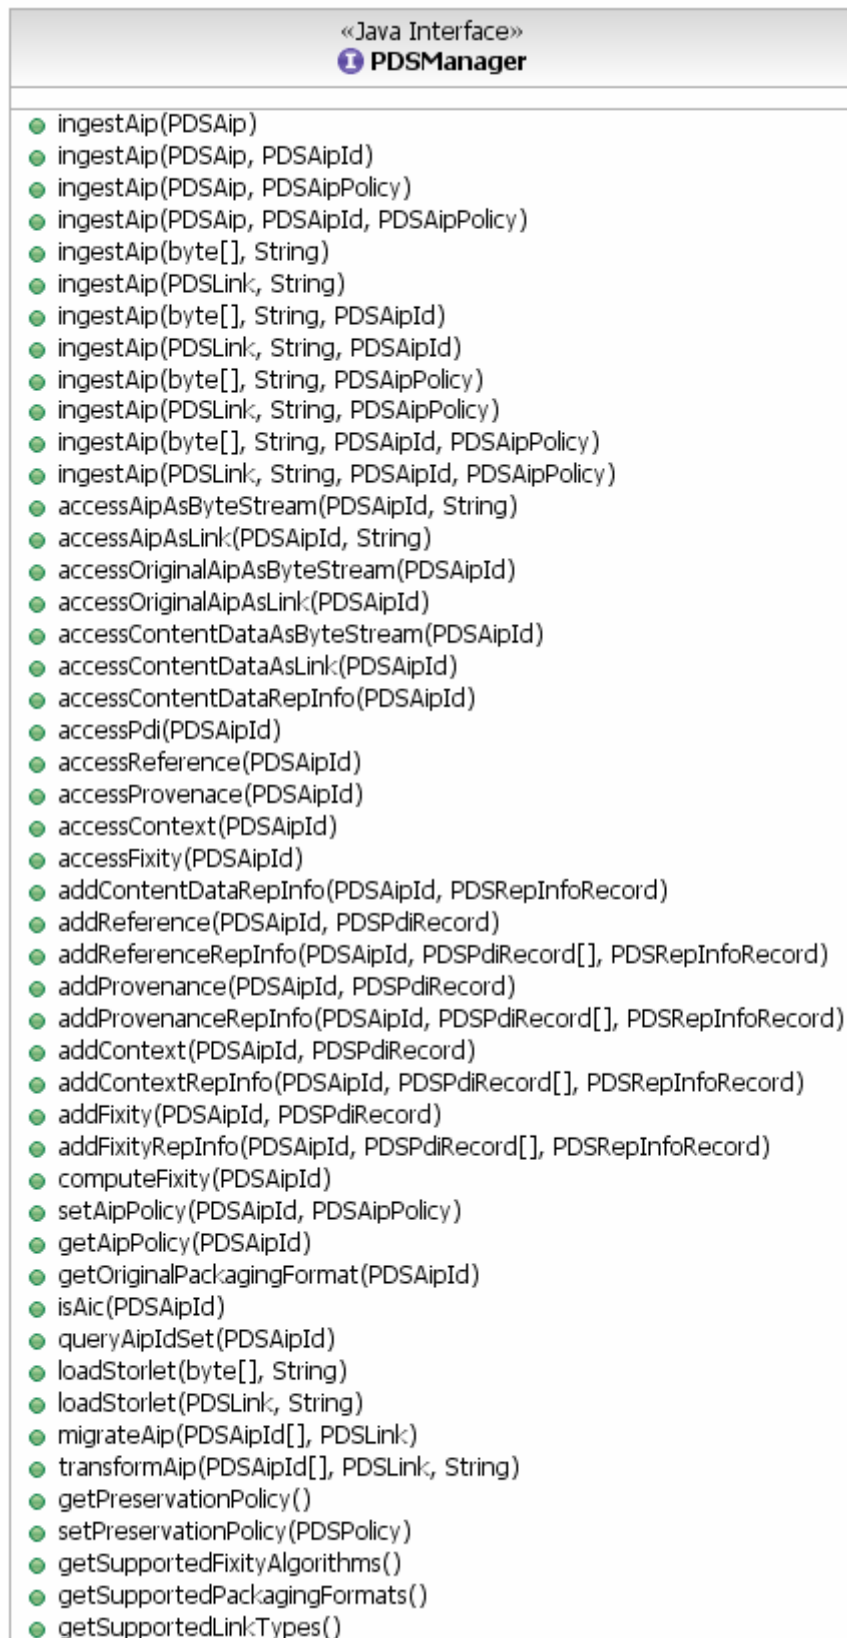 «Java Interface»
I PDSManager
ingestAip(PDSAip)
ingestAip(PDSAip, PDSAipId)
ingestAip(PDSAip, PDSAipPolicy)
ingestAip(PDSAip, PDSAipId, PDSAipPolicy)
ingestAip(byte[], String)
ingestAip(PDSLink, String)
ingestAip(byte[], String, PDSAipId)
ingestAip(PDSLink, String, PDSAipId)
ingestAip(byte[], String, PDSAipPolicy)
ingestAip(PDSLink, String, PDSAipPolicy)
ingestAip(byte[], String, PDSAipId, PDSAipPolicy)
ingestAip(PDSLink, String, PDSAipId, PDSAipPolicy)
accessAipAsByteStream(PDSAipId, String)
accessAipAsLink(PDSAipId, String)
accessOriginalAipAsByteStream(PDSAipId)
accessOriginalAipAsLink(PDSAipId)
accessContentDataAsByteStream(PDSAipId)
accessContentDataAsLink(PDSAipId)
accessContentDataRepInfo(PDSAipId)
accessPdi(PDSAipId)
accessReference(PDSAipId)
accessProvenace(PDSAipId)
accessContext(PDSAipId)
accessFixity(PDSAipId)
addContentDataRepInfo(PDSAipId, PDSRepInfoRecord)
addReference(PDSAipId, PDSPdiRecord)
addReferenceRepInfo(PDSAipId, PDSPdiRecord[], PDSRepInfoRecord)
addProvenance(PDSAipId, PDSPdiRecord)
addProvenanceRepInfo(PDSAipId, PDSPdiRecord[], PDSRepInfoRecord)
addContext(PDSAipId, PDSPdiRecord)
addContextRepInfo(PDSAipId, PDSPdiRecord[], PDSRepInfoRecord)
addFixity(PDSAipId, PDSPdiRecord)
addFixityRepInfo(PDSAipId, PDSPdiRecord[], PDSRepInfoRecord)
computeFixity(PDSAipId)
setAipPolicy(PDSAipId, PDSAipPolicy)
getAipPolicy(PDSAipId)
getOriginalPackagingFormat(PDSAipId)
isAic(PDSAipId)
queryAipIdSet(PDSAipId)
loadStorlet(byte[], String)
loadStorlet(PDSLink, String)
migrateAip(PDSAipId[], PDSLink)
transformAip(PDSAipId[], PDSLink, String)
getPreservationPolicy()
setPreservationPolicy(PDSPolicy)
getSupportedFixityAlgorithms()
getSupportedPackagingFormats()
getSupportedLinkTypes()